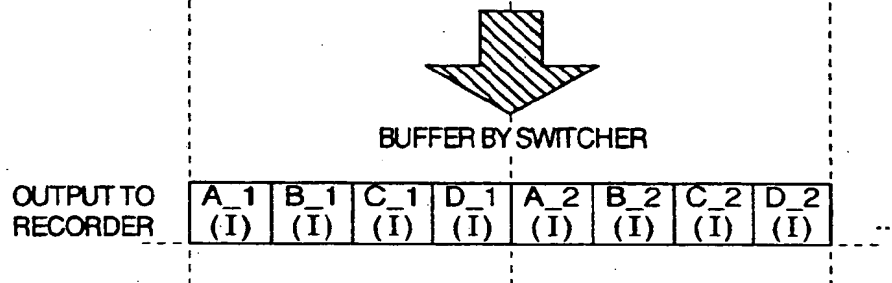 BUFFER BY SWITCHER
OUTPUT TO
RECORDER
A_1 B_1 C_1 D_1 A_2 B_2 C_2 D_2
(I) (I) (I) (I) (I) (I) (I) (I)